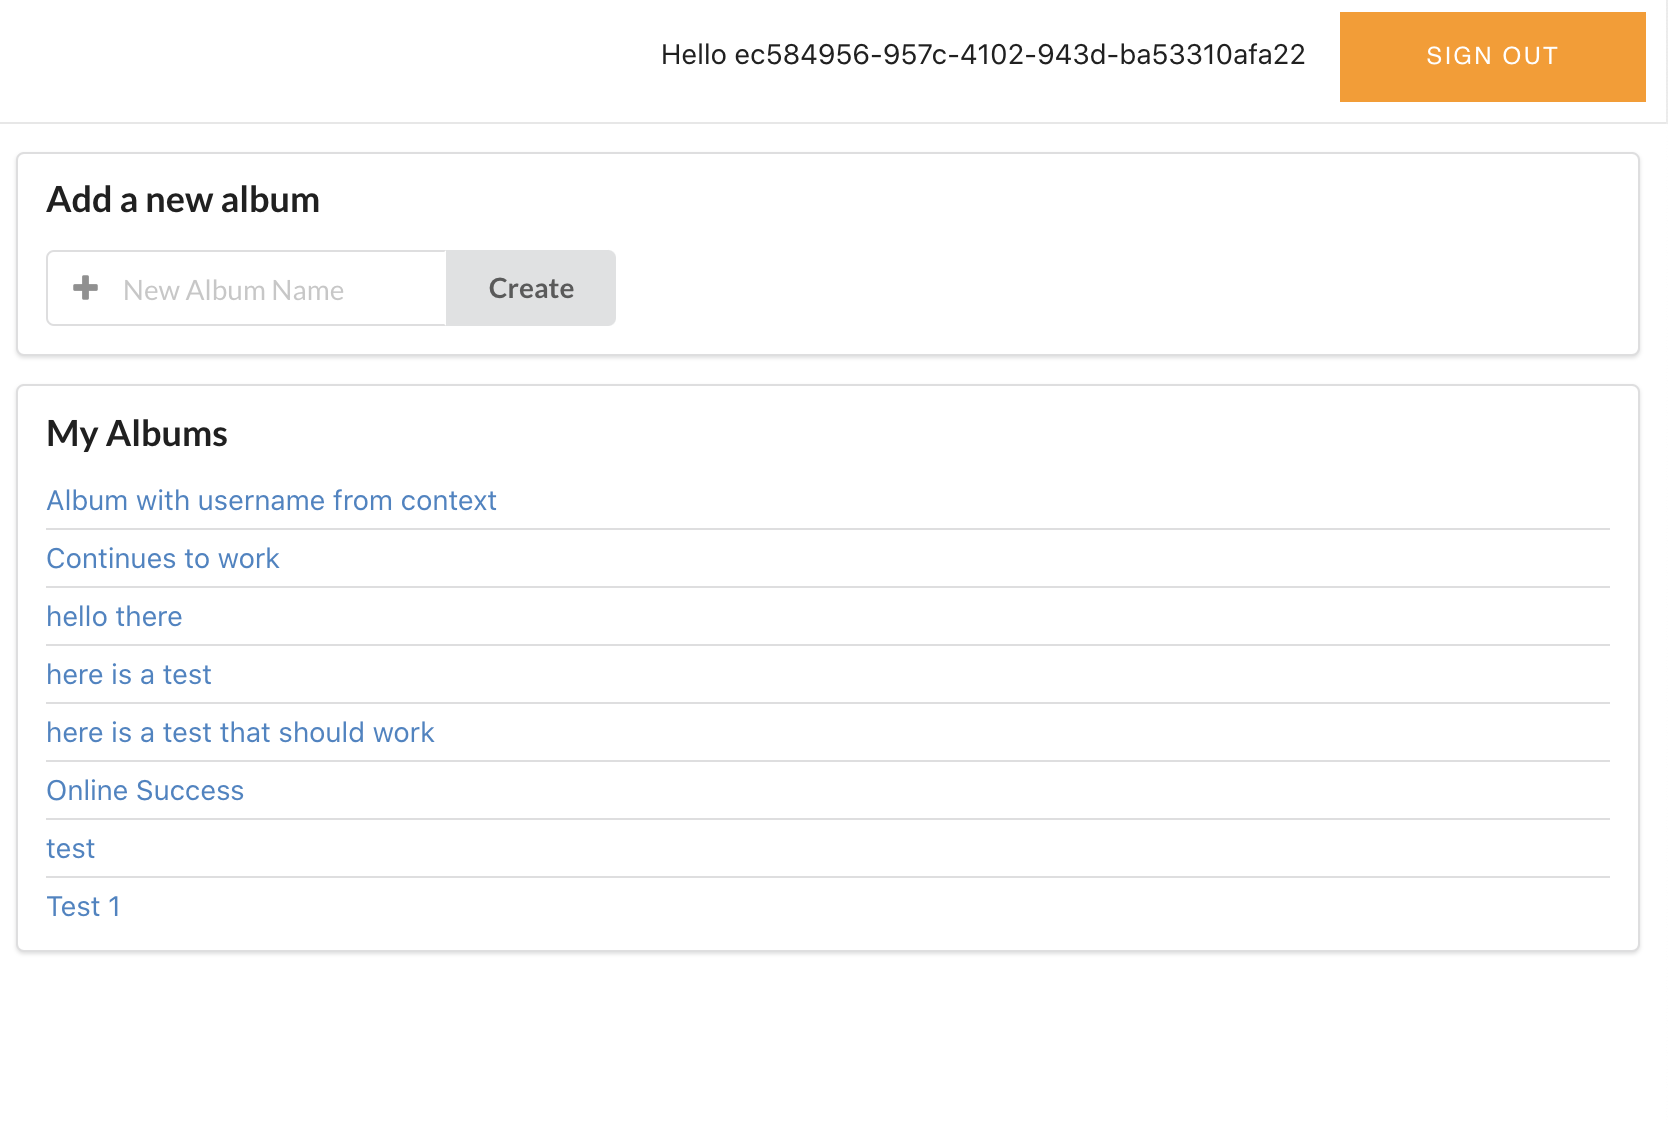 Hello ec584956-957c-4102-943d-ba53310afa22
SIGN OUT
Add a new album
New Album Name
Create
My Albums
Album with username from context
Continues to work
hello there
here is a test
here is a test that should work
Online Success
test
Test 1